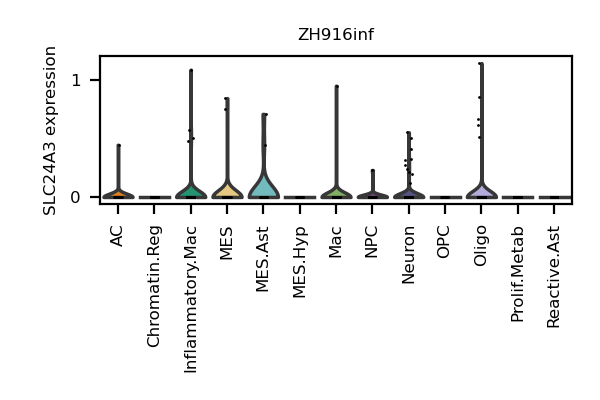 ZH916inf
SLC24A3 expression
1
0
AC
Chromatin.Reg
Inflammatory.Mac
MES
MES.Ast
MES.Hyp
Mac
NPC
Neuron
OPC
Oligo
Prolif.Metab
Reactive.Ast